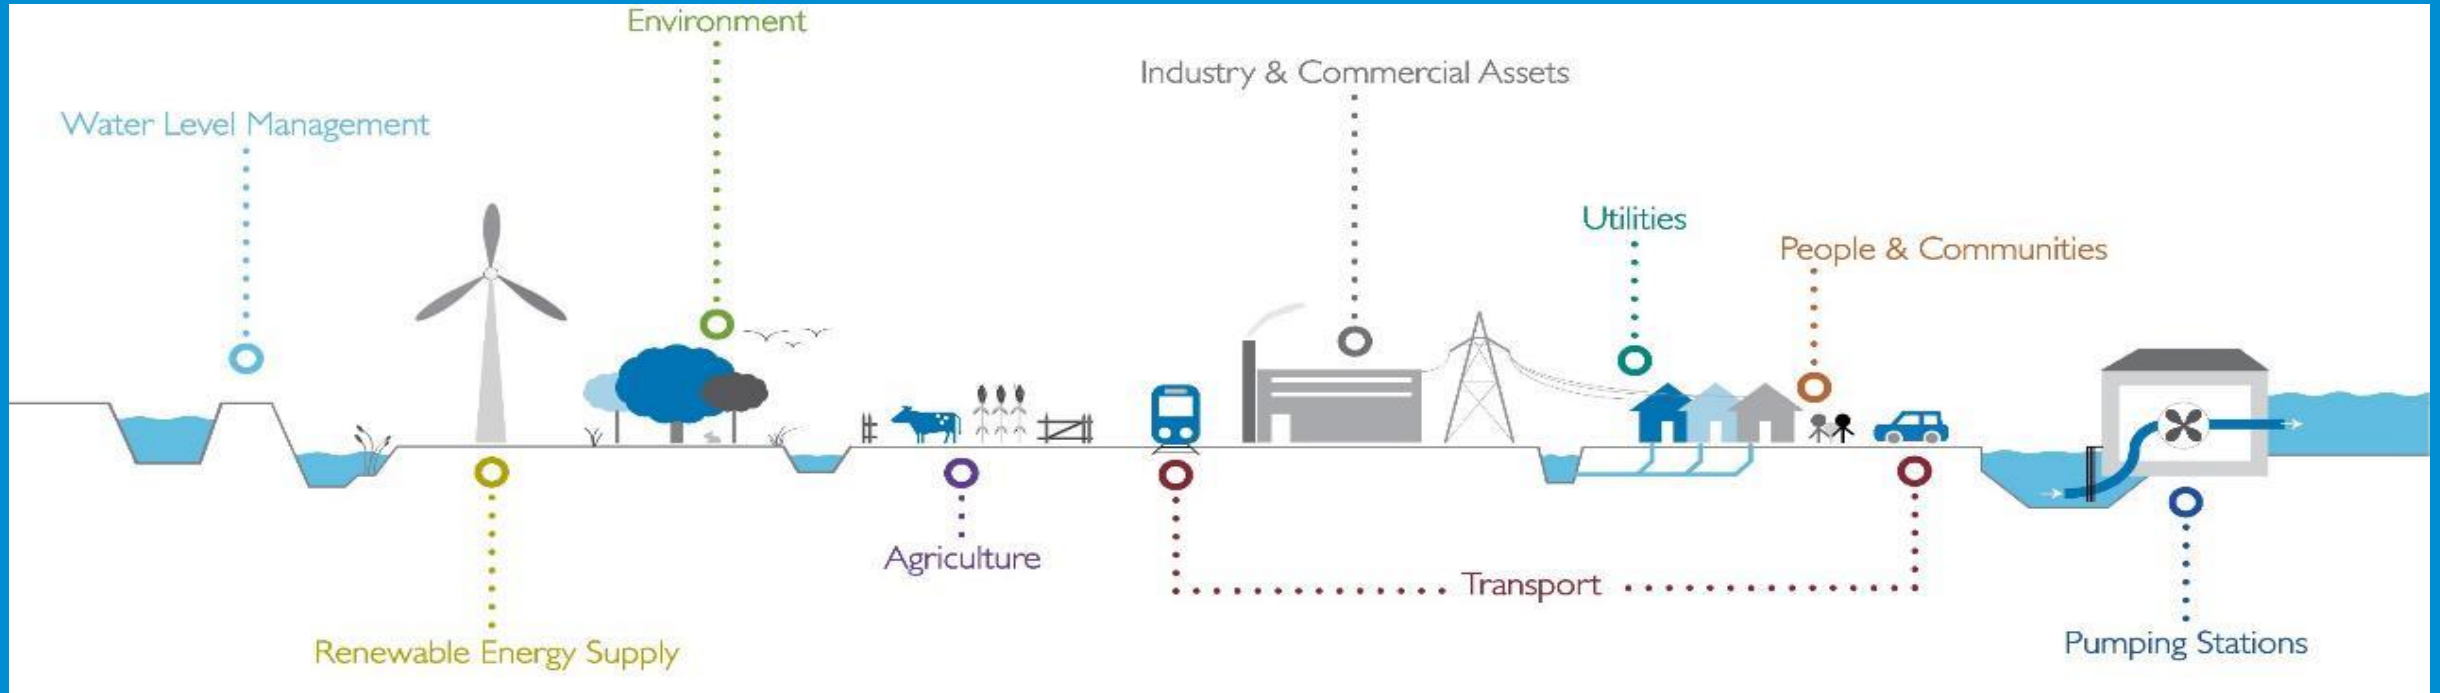 Environment
Industry & Commercial Assets
Water Level Management
Utilities
People & Communities
Agriculture
Transport
Renewable Energy Supply
Pumping Stations